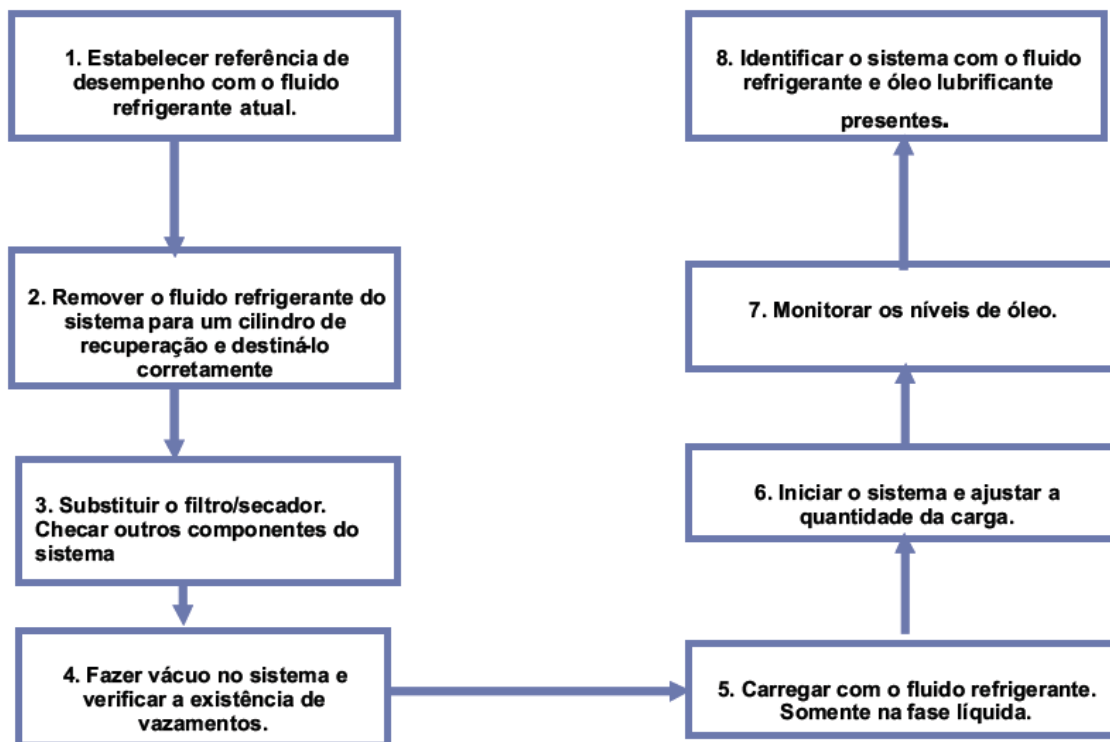 1. Estabelecer referência de
desempenho com o fluido
refrigerante atual.
2. Remover o fluido refrigerante do
sistema para um cilindro de
recuperação e destiná-lo
corretamente
3. Substituir o filtro/secador.
Checar outros componentes do
sistema
4. Fazer vácuo no sistema e
verificar a existência de
vazamentos.
5. Carregar com o fluido refrigerante.
Somente na fase líquida.
6. Iniciar o sistema e ajustar a
quantidade da carga.
7. Monitorar os níveis de óleo.
8. Identificar o sistema com o fluido
refrigerante e óleo lubrificante
presentes.